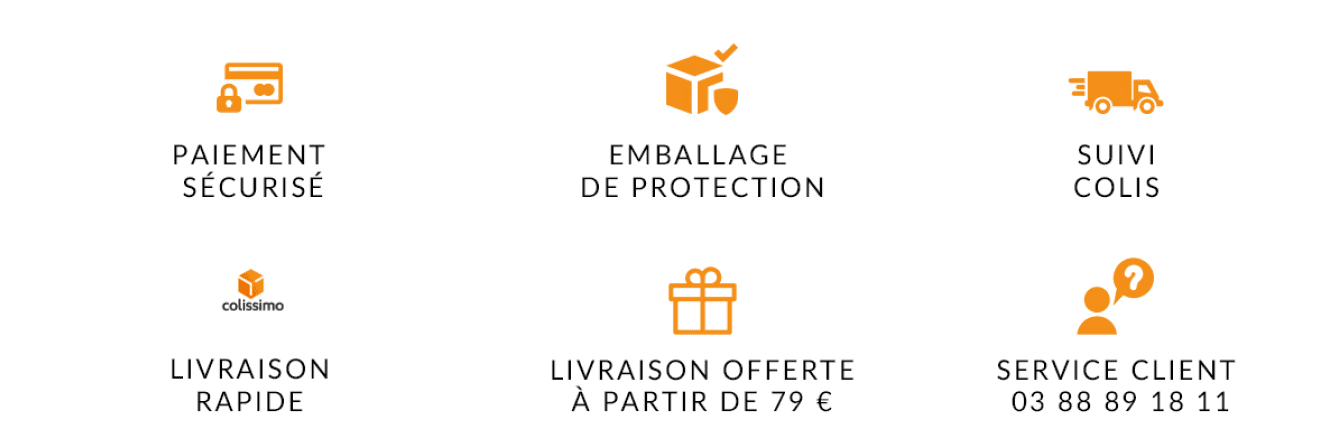 PAIEMENT
SÉCURISÉ
EMBALLAGE
DE PROTECTION
SUIVI
COLIS
colissimo
LIVRAISON
RAPIDE
LIVRAISON OFFERTE
À PARTIR DE 79 €
SERVICE CLIENT
03 88 89 18 11